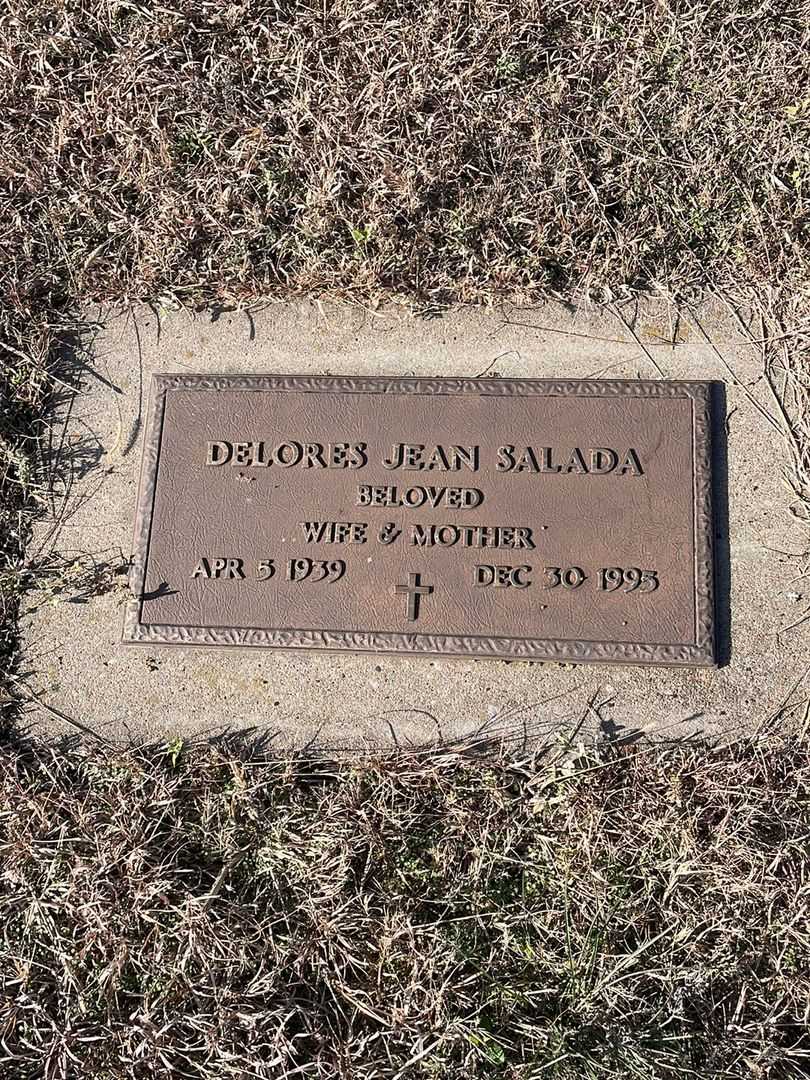 DELORES JEAN SALADA
BELOVED
WIFE & MOTHER
APR 5 1939 DEC 30 1995